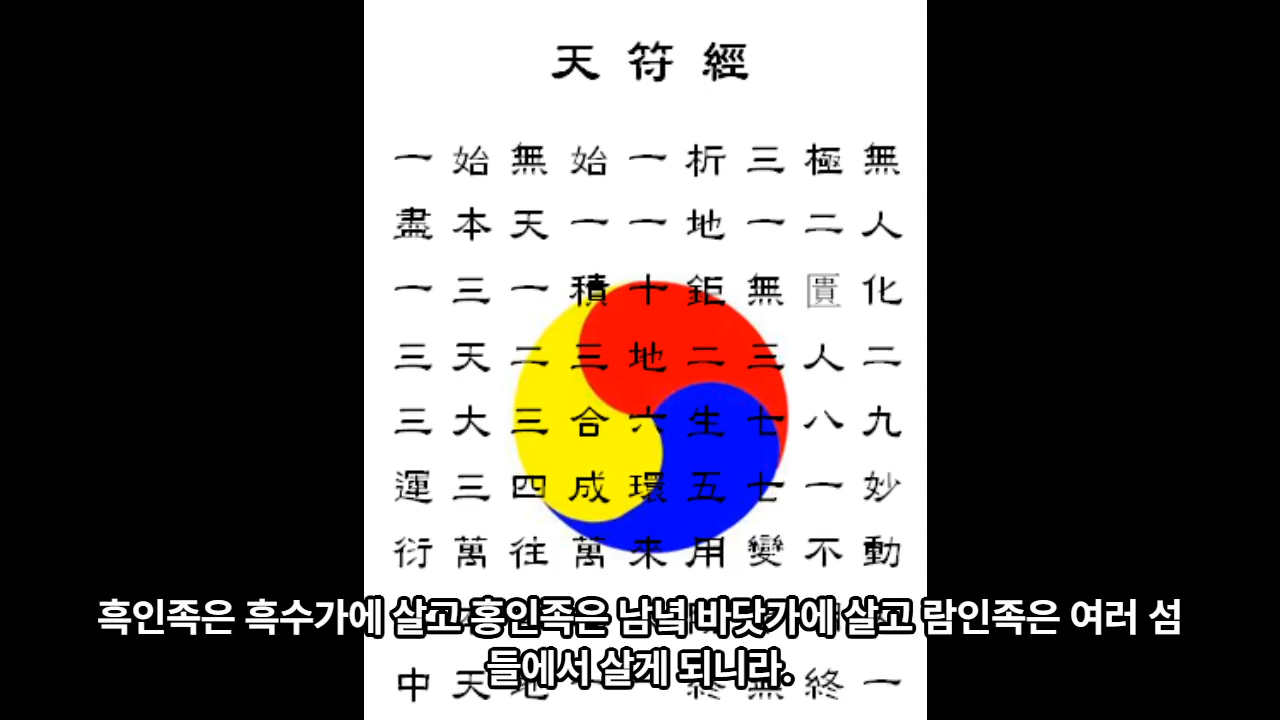 天符經
一始無始一析三極無
盡本天一一地一二人
一三一積十鉅無匱化
三天二三地二三人二
三大三合六生七八九
運三四成環五七一妙
衍萬往萬來用變不動
흑인족은 흑수가에 살고 홍인족은 남녘 바닷가에 살고 람인족은 여러 섬
들에서 살게 되니라.
中天地一 終無終一